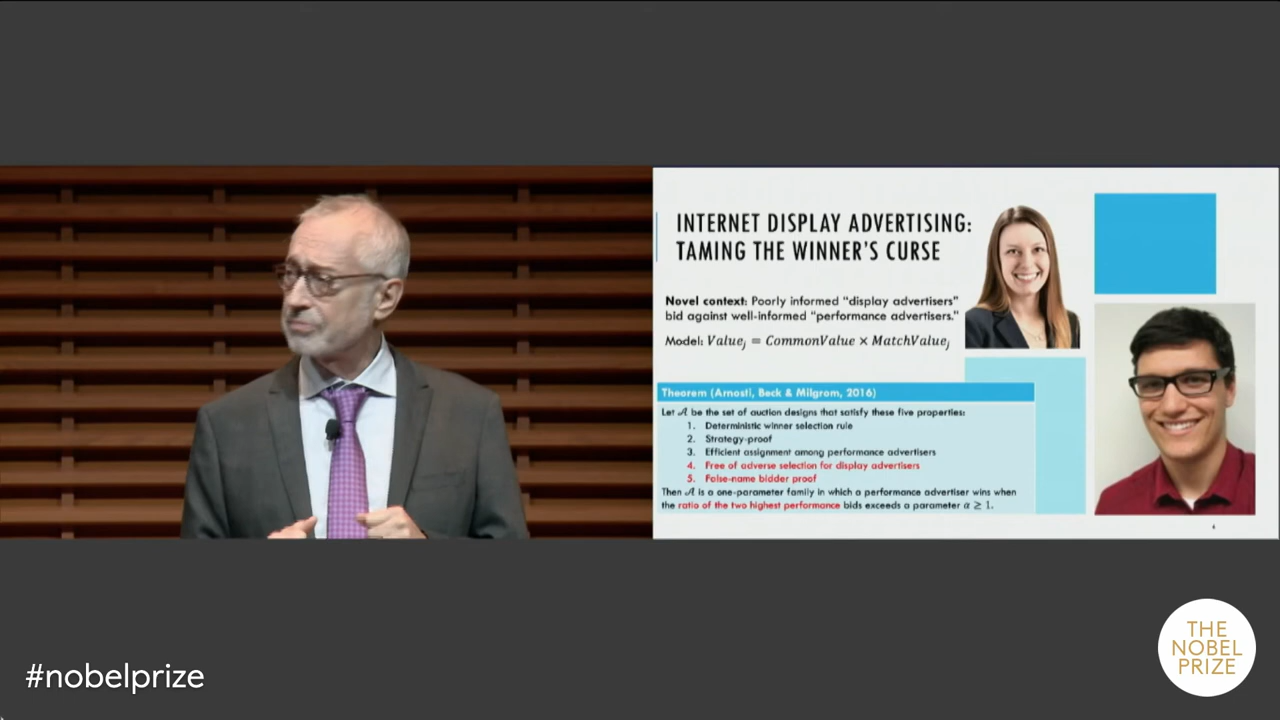 INTERNET DISPLAY ADVERTISING:
TAMING THE WINNER'S CURSE
Novel context: Poorly informed "display advertisers"
bid against well-informed "performance advertisers."
Model: Value_j = CommonValue × MatchValue_j
Theorem (Arnosti, Beck & Milgrom, 2016)
Let 𝒜 be the set of auction designs that satisfy these five properties:
1. Deterministic winner selection rule
2. Strategy-proof
3. Efficient assignment among performance advertisers
4. Free of adverse selection for display advertisers
5. False-name bidder proof
Then 𝒜 is a one-parameter family in which a performance advertiser wins when
the ratio of the two highest performance bids exceeds a parameter α ≥ 1.
#nobelprize
THE
NOBEL
PRIZE